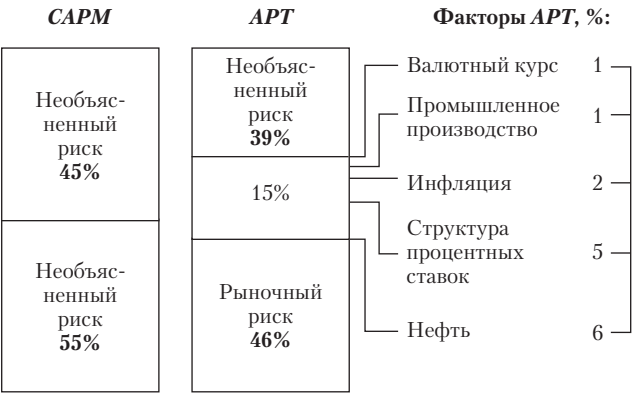 CAPM
APT
Факторы APT, %:
Необъяс-
ненный
риск
45%
Необъяс-
ненный
риск
55%
Необъяс-
ненный
риск
39%
15%
Рыночный
риск
46%
Валютный курс 1
Промышленное
производство 1
Инфляция 2
Структура
процентных 5
ставок
Нефть 6